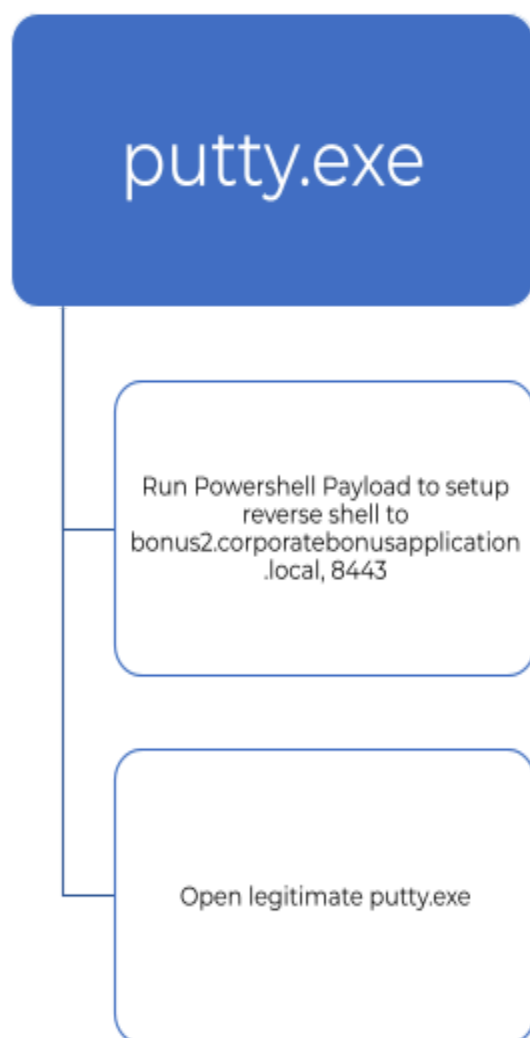 putty.exe
Run Powershell Payload to setup
reverse shell to
bonus2.corporatebonusapplication
.local, 8443
Open legitimate putty.exe